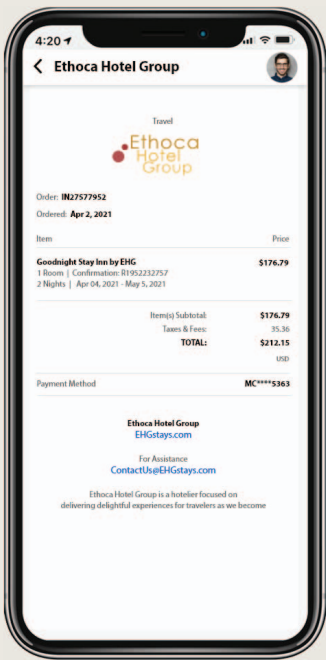 4:20
Ethoca Hotel Group
Travel
Ethoca
Hotel
Group
Order: IN27577952
Ordered: Apr 2, 2021
Item Price
Goodnight Stay Inn by EHG $176.79
1 Room | Confirmation: R1952232757
2 Nights | Apr 04, 2021 - May 5, 2021
Item(s) Subtotal: $176.79
Taxes & Fees: 35.36
TOTAL: $212.15
USD
Payment Method MC****5363
Ethoca Hotel Group
EHGstays.com
For Assistance
ContactUs@EHGstays.com
Ethoca Hotel Group is a hotelier focused on
delivering delightful experiences for travelers as we become